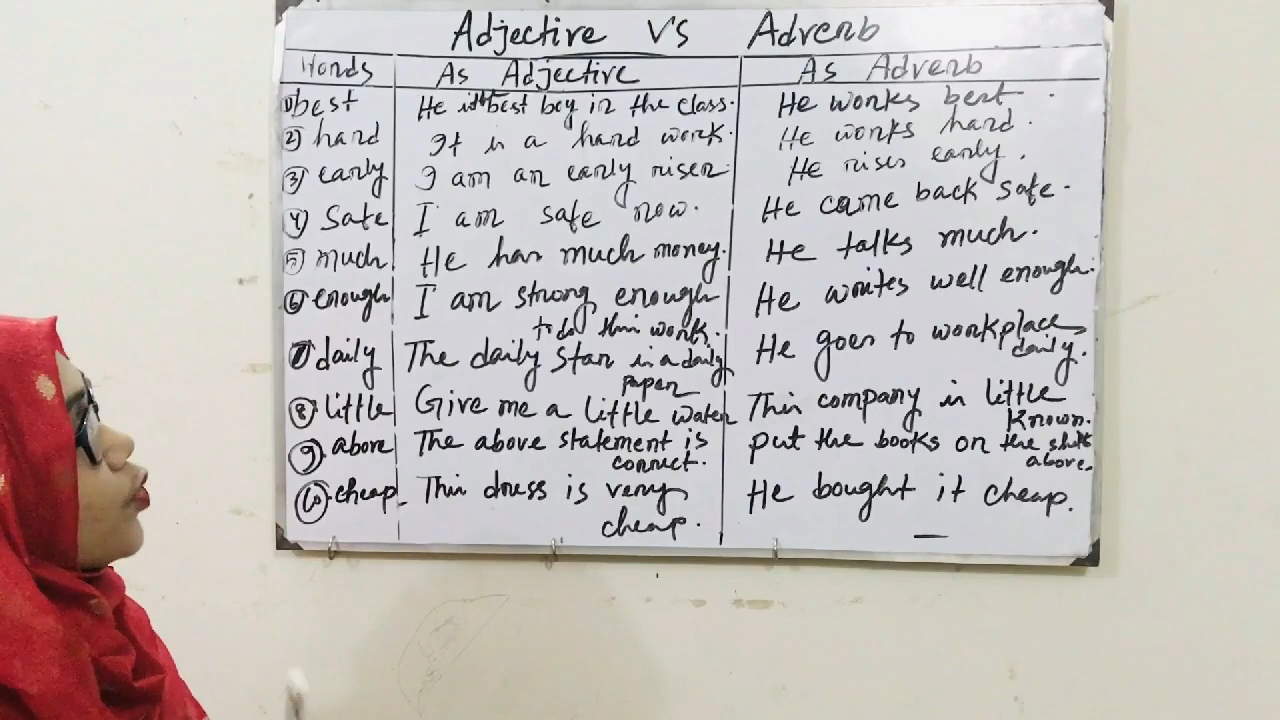 Adjective VS Adverb
Words As Adjective As Adverb
① best He is the best boy in the class. He works best.
② hard It is a hard work. He works hard.
③ early I am an early riser. He rises early.
④ Safe I am safe now. He came back safe.
⑤ much He has much money. He talks much.
⑥ enough I am strong enough He writes well enough.
to do this work.
⑦ daily The daily Star is a daily He goes to workplace
paper daily.
⑧ little Give me a little water This company is little
known.
⑨. above The above statement is put the books on the
correct. above.
⑩. cheap This dress is very He bought it cheap.
cheap.